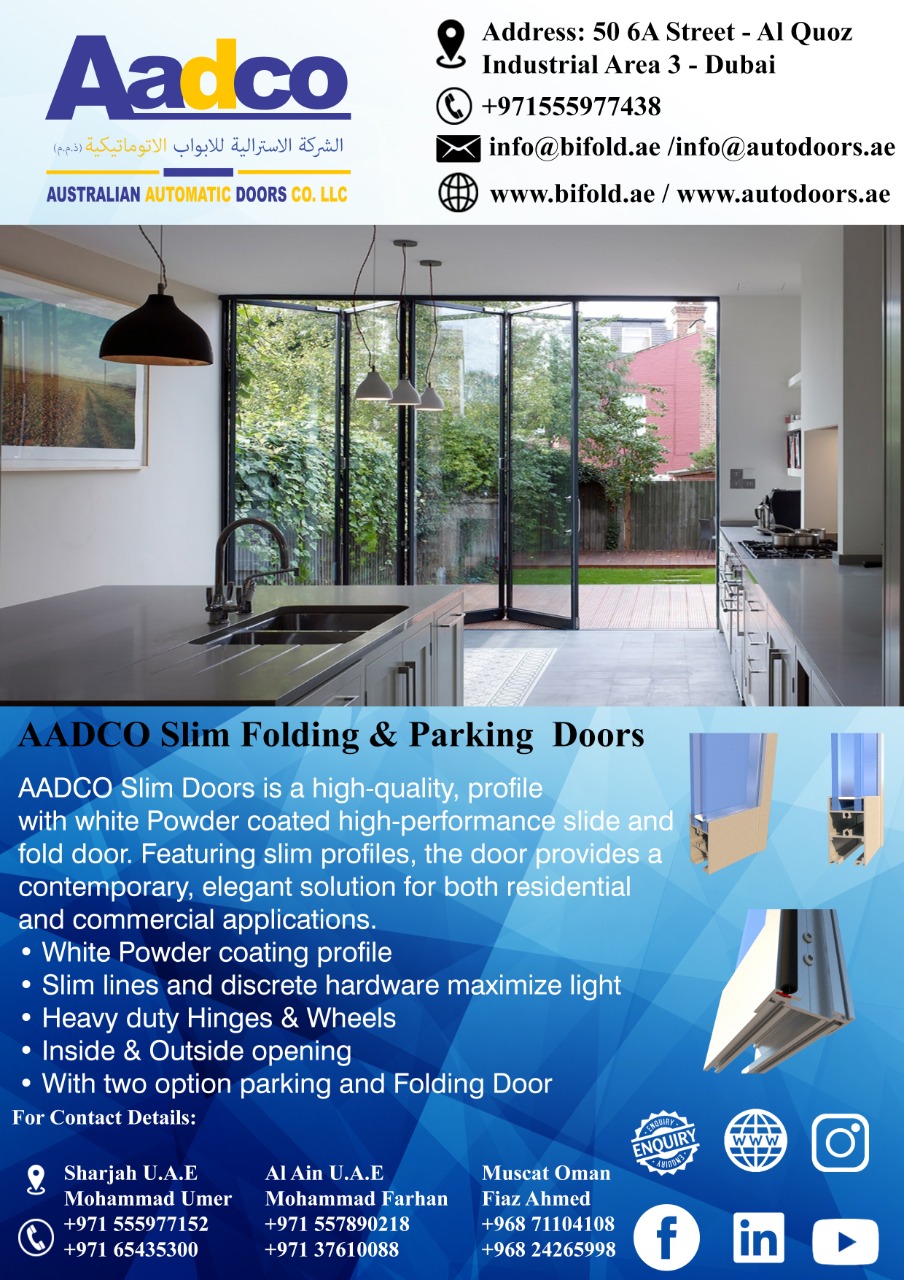 Aadco
الشركة الاسترالية للابواب الاتوماتيكية (ذ.م.م)
AUSTRALIAN AUTOMATIC DOORS CO. LLC
Address: 50 6A Street - Al Quoz
Industrial Area 3 - Dubai
+971555977438
info@bifold.ae /info@autodoors.ae
www.bifold.ae / www.autodoors.ae
AADCO Slim Folding & Parking Doors
AADCO Slim Doors is a high-quality, profile
with white Powder coated high-performance slide and
fold door. Featuring slim profiles, the door provides a
contemporary, elegant solution for both residential
and commercial applications.
• White Powder coating profile
• Slim lines and discrete hardware maximize light
• Heavy duty Hinges & Wheels
• Inside & Outside opening
• With two option parking and Folding Door
For Contact Details:
Sharjah U.A.E
Mohammad Umer
+971 555977152
+971 65435300
Al Ain U.A.E
Mohammad Farhan
+971 557890218
+971 37610088
Muscat Oman
Fiaz Ahmed
+968 71104108
+968 24265998
ENQUIRY
ENQUIRY
ENQUIRY
WWW
f
in